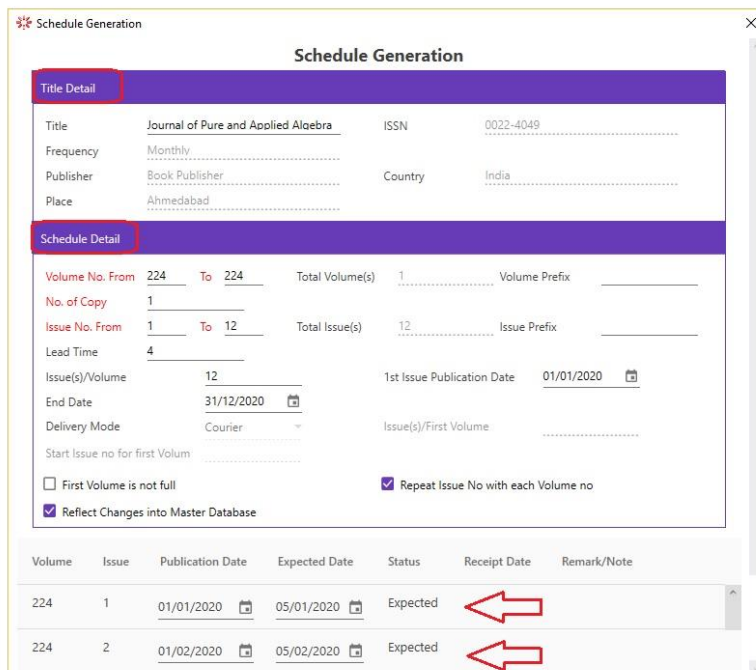 Schedule Generation
Schedule Generation
Title Detail
Title Journal of Pure and Applied Algebra ISSN 0022-4049
Frequency Monthly
Publisher Book Publisher Country India
Place Ahmedabad
Schedule Detail
Volume No. From 224 To 224 Total Volume(s) 1 Volume Prefix
No. of Copy 1
Issue No. From 1 To 12 Total Issue(s) 12 Issue Prefix
Lead Time 4
Issue(s)/Volume 12 1st Issue Publication Date 01/01/2020
End Date 31/12/2020
Delivery Mode Courier Issue(s)/First Volume
Start Issue no for first Volum
First Volume is not full Repeat Issue No with each Volume no
Reflect Changes into Master Database
Volume Issue Publication Date Expected Date Status Receipt Date Remark/Note
224 1 01/01/2020 05/01/2020 Expected
224 2 01/02/2020 05/02/2020 Expected